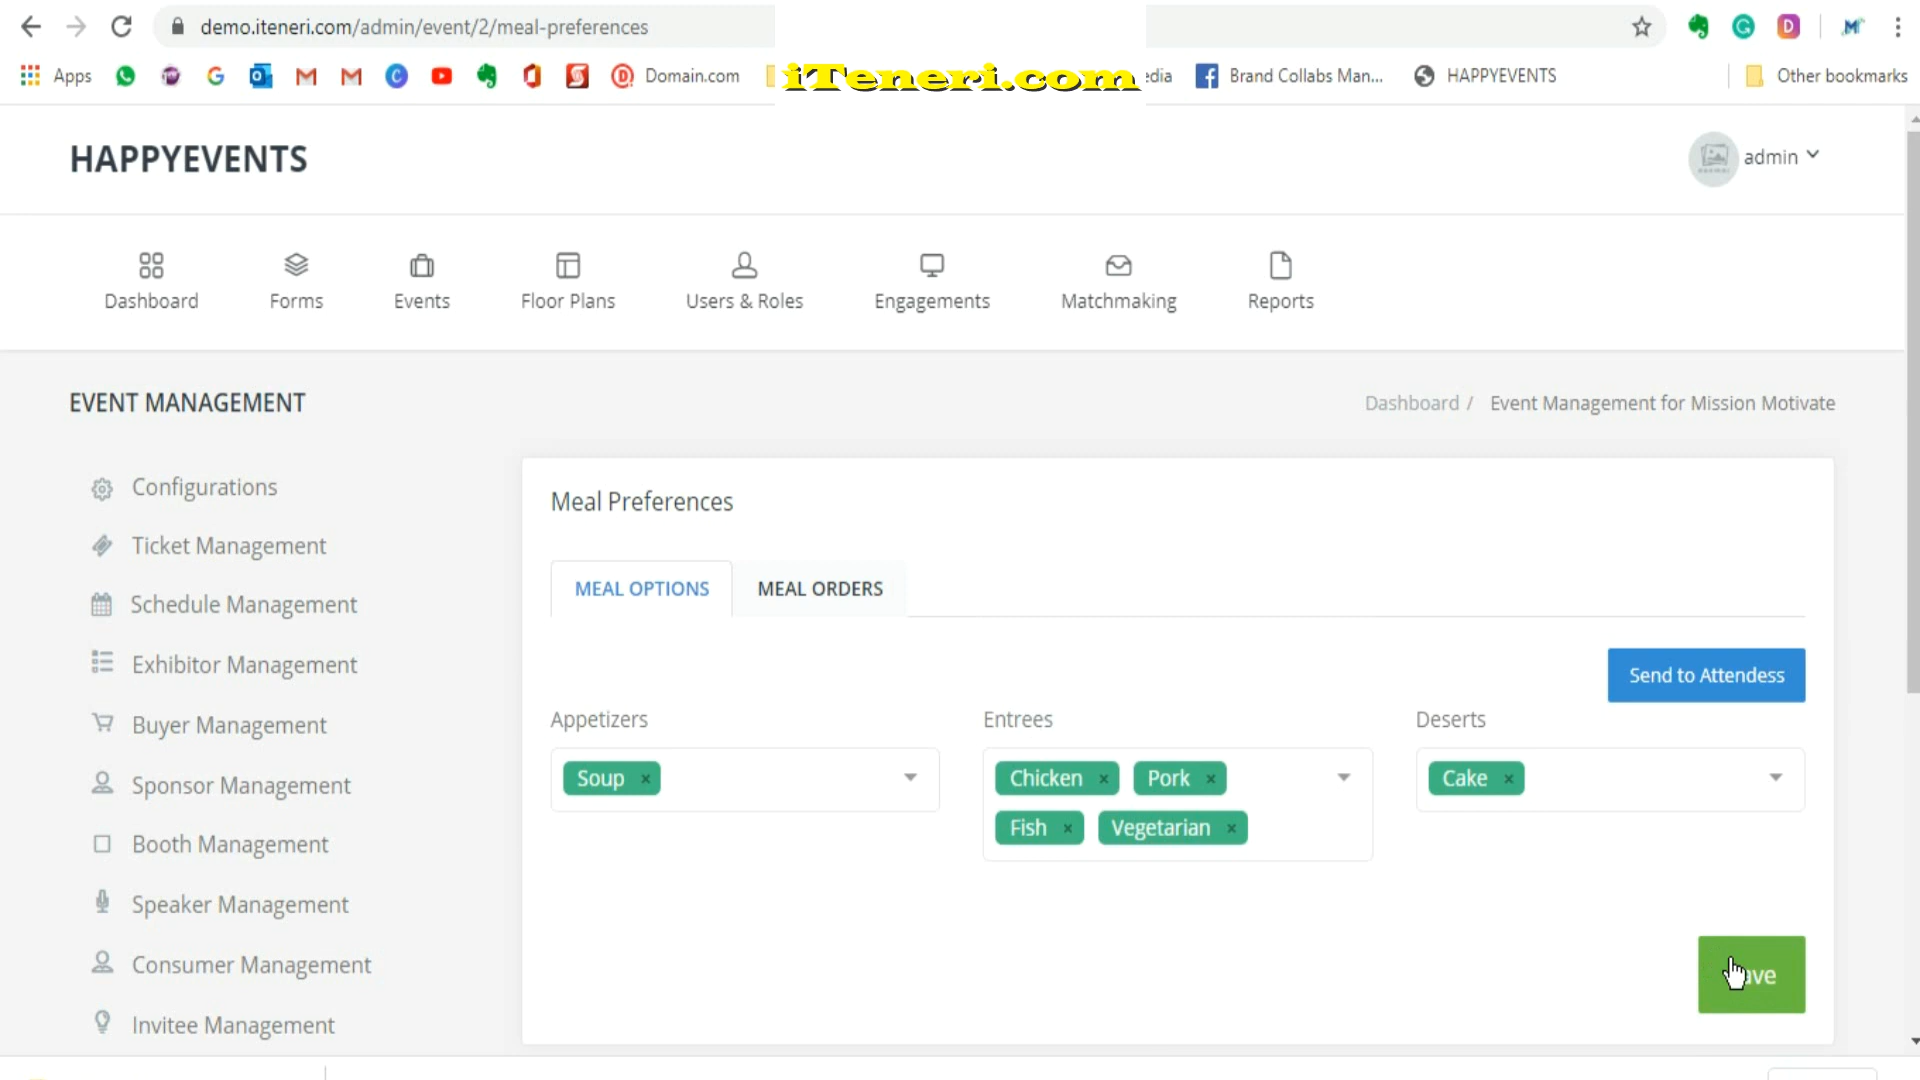 demo.iteneri.com/admin/event/2/meal-preferences
Apps
Domain.com
iTeneri.com
edia
Brand Collabs Man...
HAPPYEVENTS
Other bookmarks
HAPPYEVENTS
admin
Dashboard
Forms
Events
Floor Plans
Users & Roles
Engagements
Matchmaking
Reports
EVENT MANAGEMENT
Dashboard / Event Management for Mission Motivate
Configurations
Ticket Management
Schedule Management
Exhibitor Management
Buyer Management
Sponsor Management
Booth Management
Speaker Management
Consumer Management
Invitee Management
Meal Preferences
MEAL OPTIONS
MEAL ORDERS
Send to Attendess
Appetizers
Soup ×
Entrees
Chicken × Pork ×
Fish × Vegetarian ×
Deserts
Cake ×